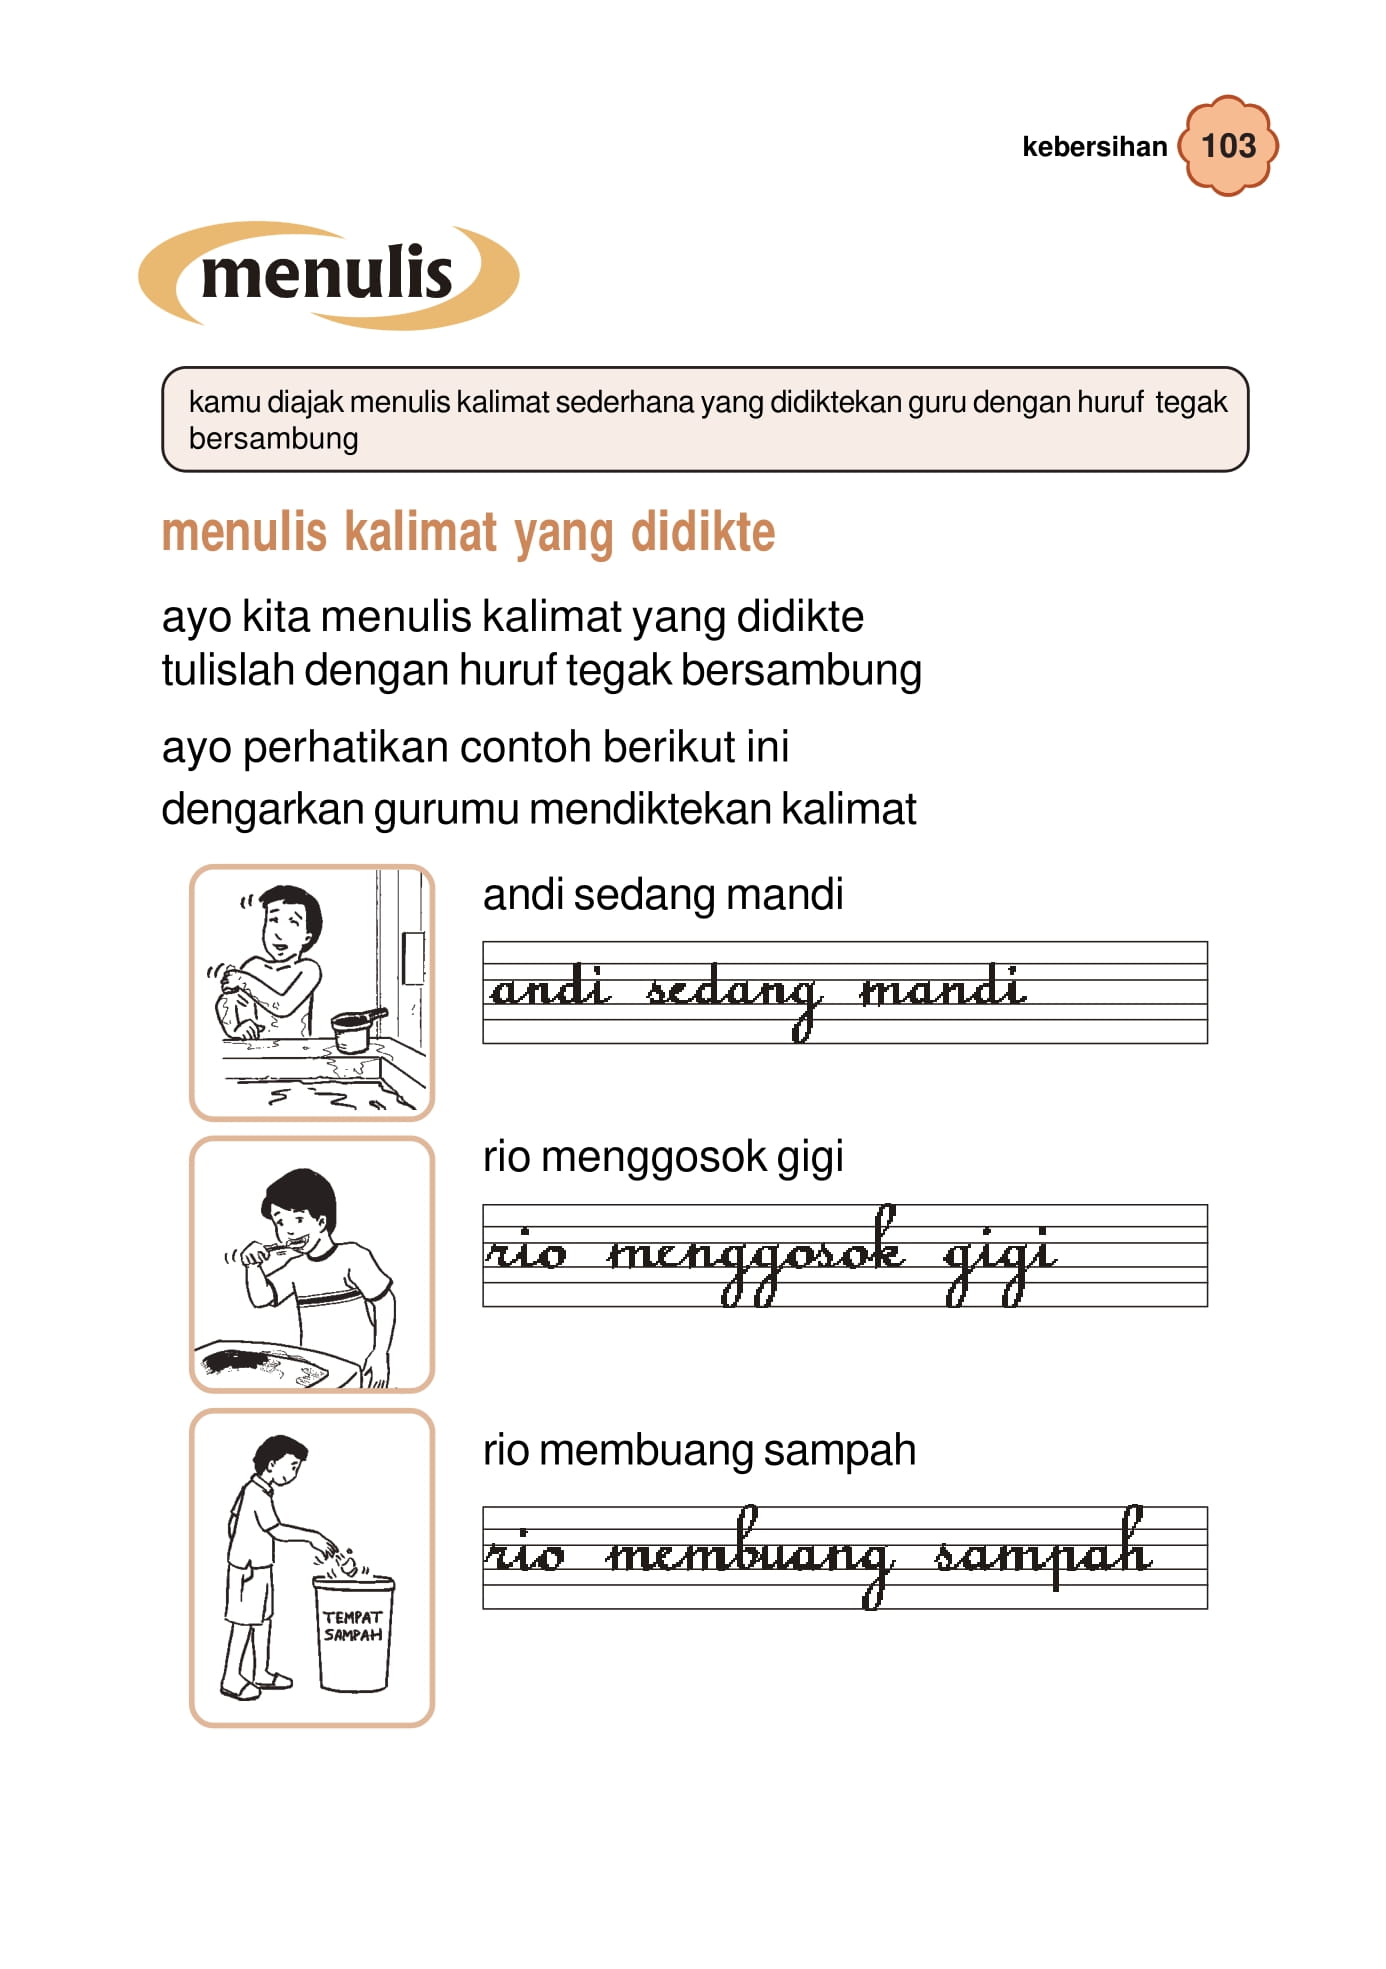 kebersihan 103
menulis
kamu diajak menulis kalimat sederhana yang didiktekan guru dengan huruf tegak
bersambung
menulis kalimat yang didikte
ayo kita menulis kalimat yang didikte
tulislah dengan huruf tegak bersambung
ayo perhatikan contoh berikut ini
dengarkan gurumu mendiktekan kalimat
andi sedang mandi
andi sedang mandi
rio menggosok gigi
rio menggosok gigi
rio membuang sampah
rio membuang sampah
TEMPAT
SAMPAH